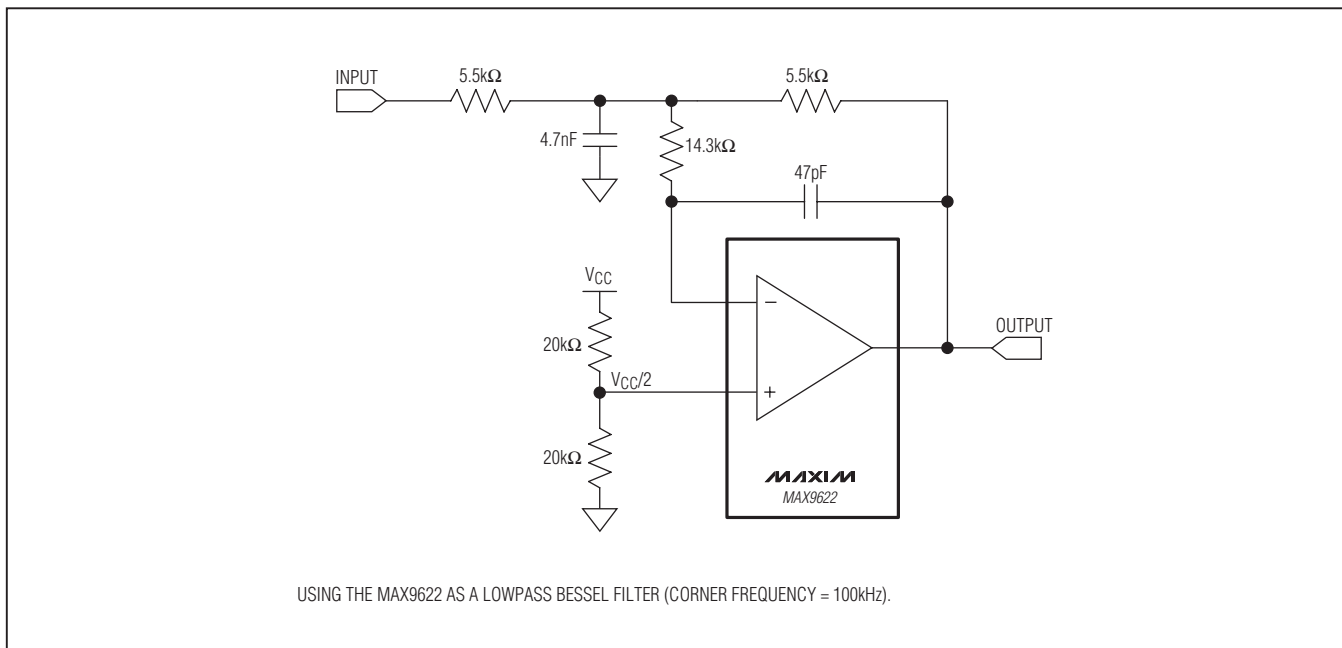 INPUT
5.5kΩ
5.5kΩ
4.7nF
14.3kΩ
47pF
VCC
20kΩ
VCC/2
20kΩ
−
+
OUTPUT
MAXIM
MAX9622
USING THE MAX9622 AS A LOWPASS BESSEL FILTER (CORNER FREQUENCY = 100kHz).